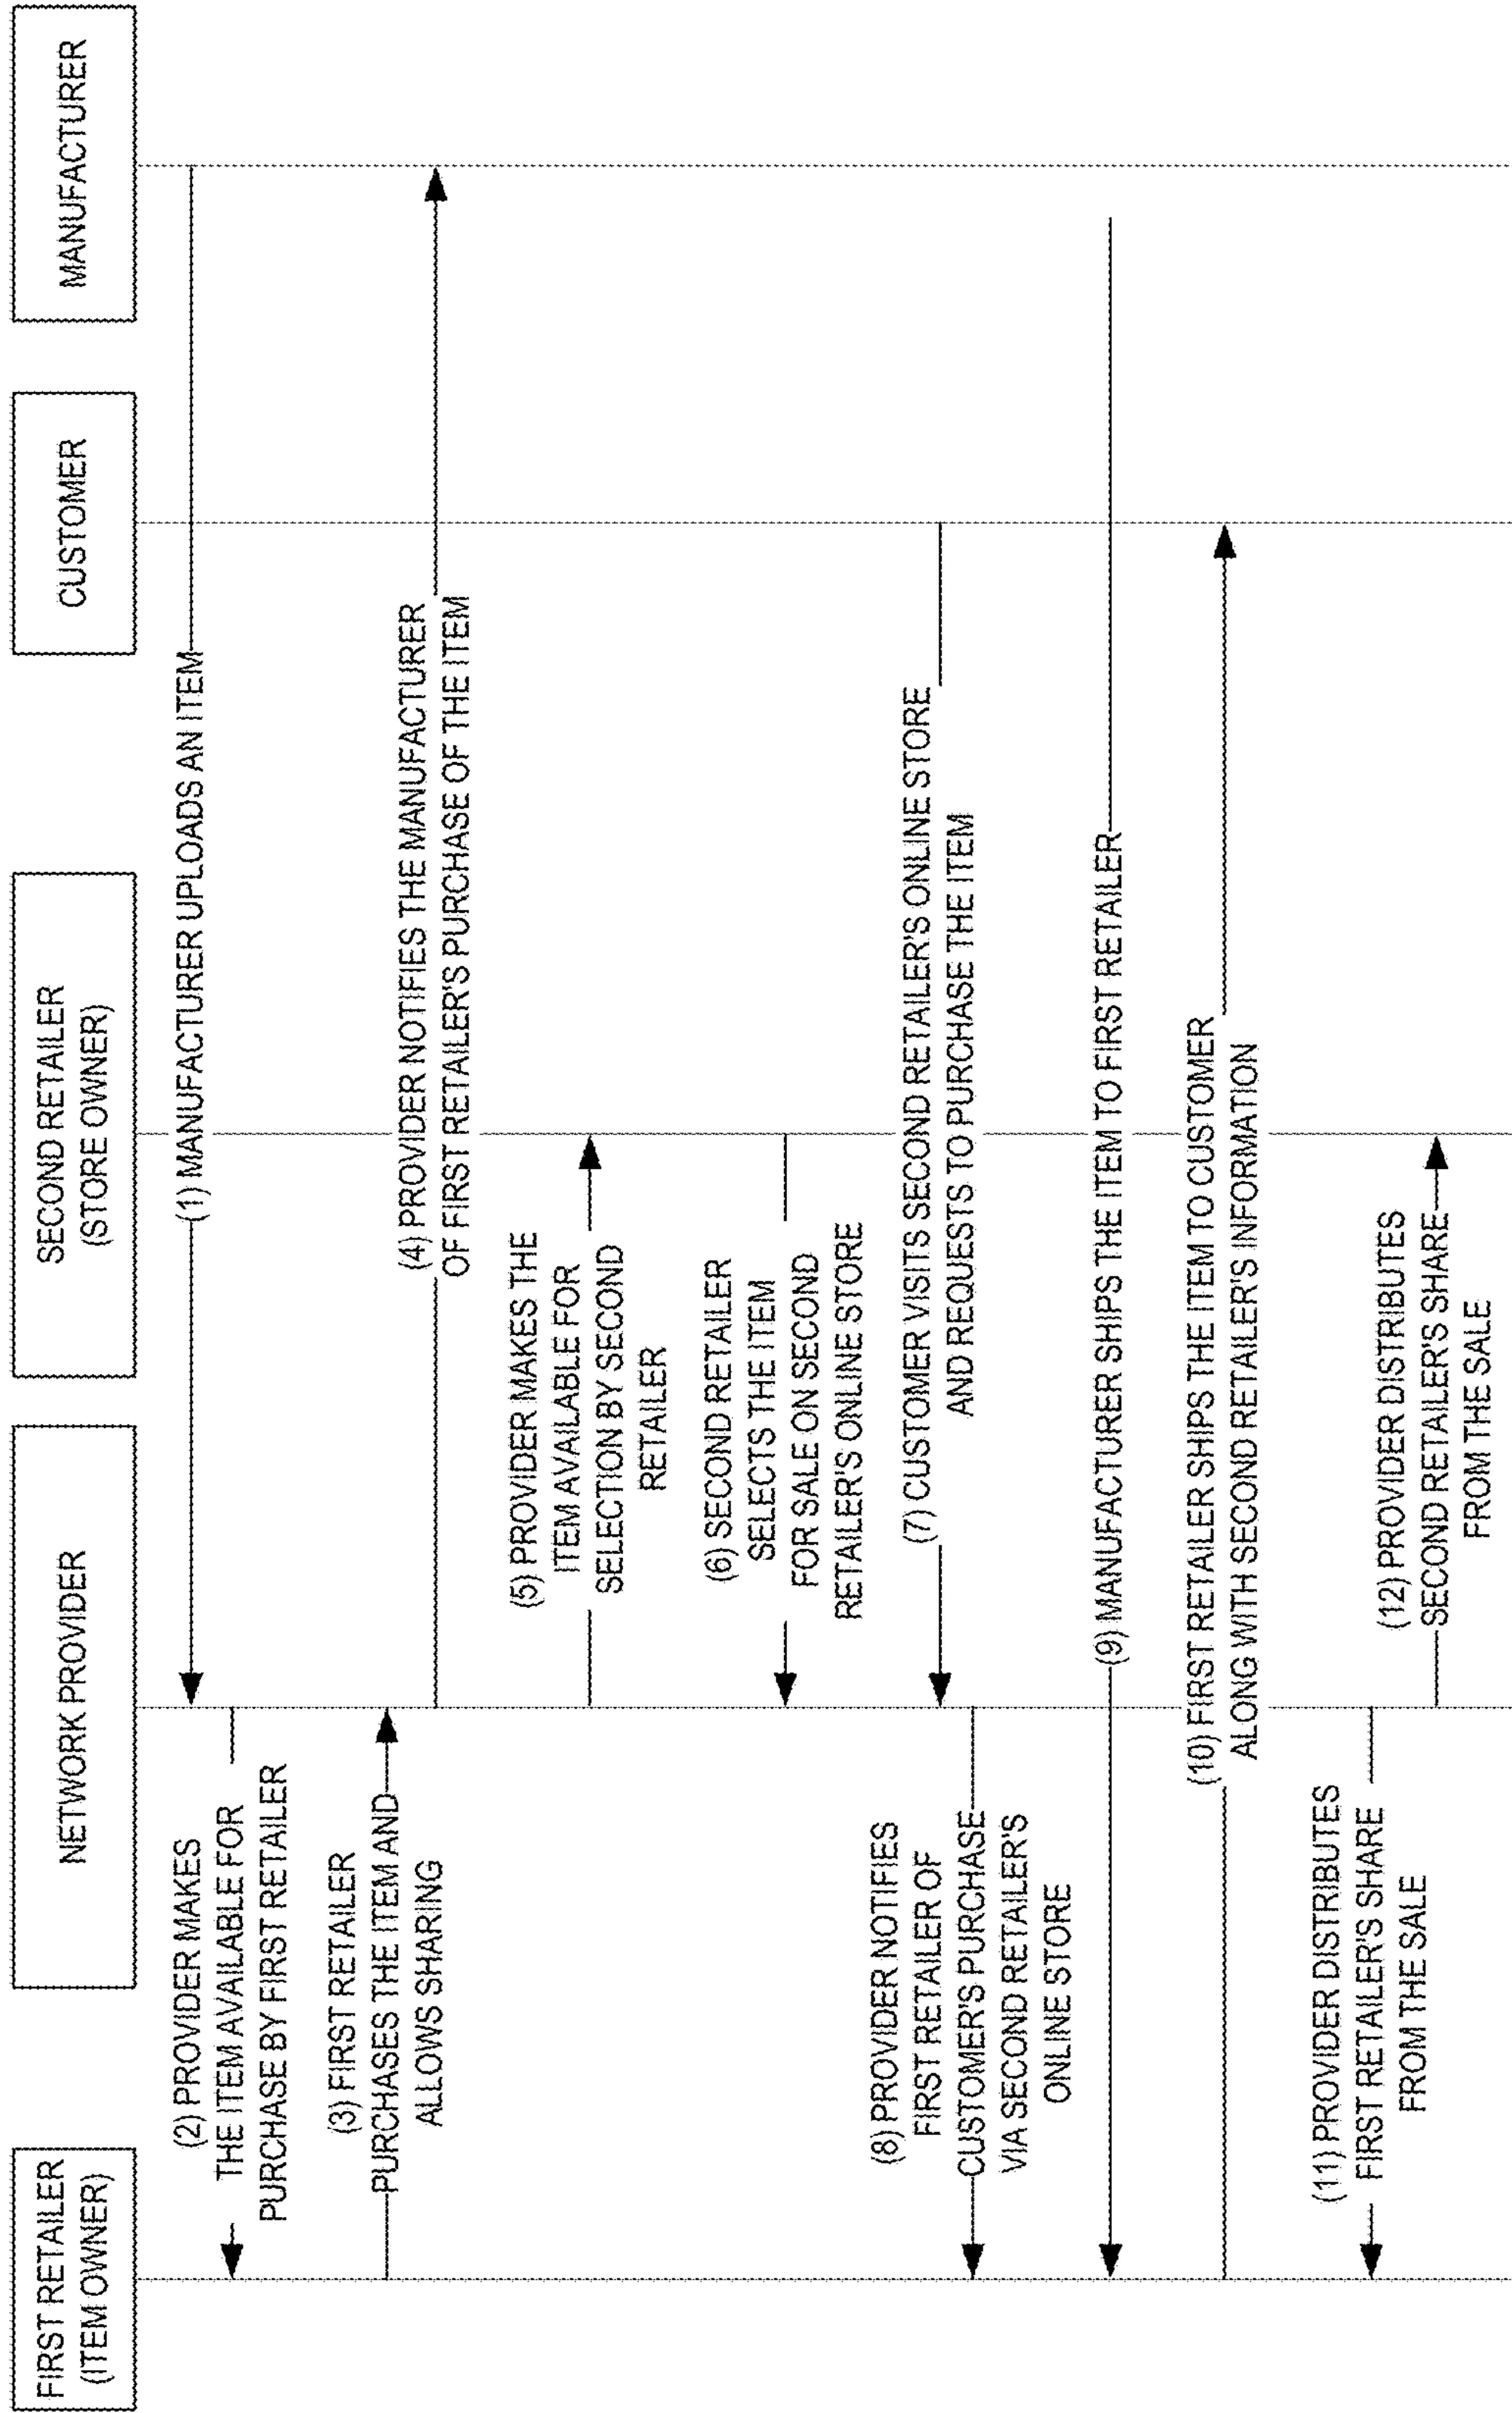 FIRST RETAILER
(ITEM OWNER)
NETWORK PROVIDER
SECOND RETAILER
(STORE OWNER)
CUSTOMER
MANUFACTURER
(1) MANUFACTURER UPLOADS AN ITEM
(2) PROVIDER MAKES
THE ITEM AVAILABLE FOR
PURCHASE BY FIRST RETAILER
(3) FIRST RETAILER
PURCHASES THE ITEM AND
ALLOWS SHARING
(4) PROVIDER NOTIFIES THE MANUFACTURER
OF FIRST RETAILER'S PURCHASE OF THE ITEM
(5) PROVIDER MAKES THE
ITEM AVAILABLE FOR
SELECTION BY SECOND
RETAILER
(6) SECOND RETAILER
SELECTS THE ITEM
FOR SALE ON SECOND
RETAILER'S ONLINE STORE
(7) CUSTOMER VISITS SECOND RETAILER'S ONLINE STORE
AND REQUESTS TO PURCHASE THE ITEM
(8) PROVIDER NOTIFIES
FIRST RETAILER OF
CUSTOMER'S PURCHASE
VIA SECOND RETAILER'S
ONLINE STORE
(9) MANUFACTURER SHIPS THE ITEM TO FIRST RETAILER
(10) FIRST RETAILER SHIPS THE ITEM TO CUSTOMER
ALONG WITH SECOND RETAILER'S INFORMATION
(11) PROVIDER DISTRIBUTES
FIRST RETAILER'S SHARE
FROM THE SALE
(12) PROVIDER DISTRIBUTES
SECOND RETAILER'S SHARE
FROM THE SALE